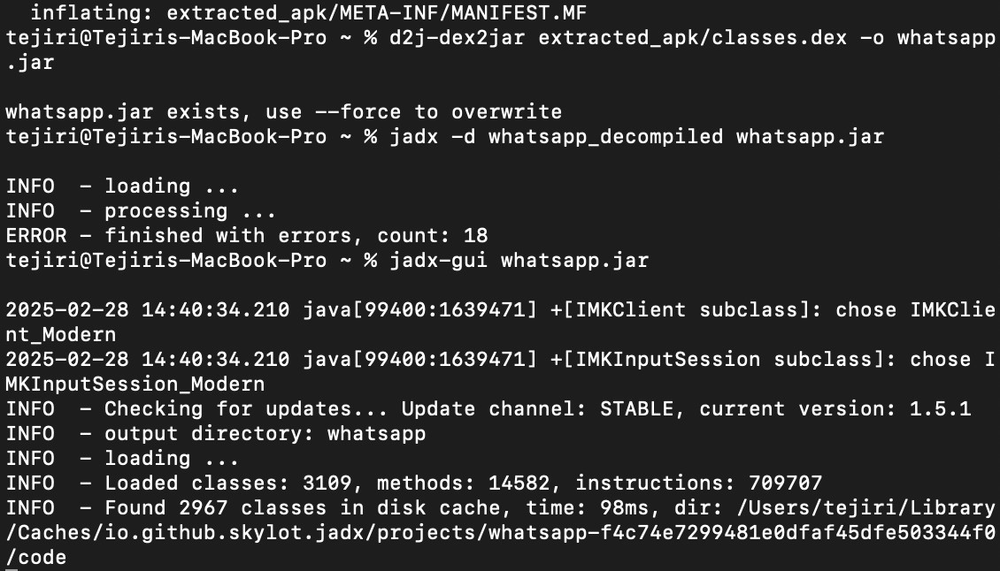 inflating: extracted_apk/META-INF/MANIFEST.MF
tejiri@Tejiris-MacBook-Pro ~ % d2j-dex2jar extracted_apk/classes.dex -o whatsapp
.jar

whatsapp.jar exists, use --force to overwrite
tejiri@Tejiris-MacBook-Pro ~ % jadx -d whatsapp_decompiled whatsapp.jar

INFO  - loading ...
INFO  - processing ...
ERROR - finished with errors, count: 18
tejiri@Tejiris-MacBook-Pro ~ % jadx-gui whatsapp.jar

2025-02-28 14:40:34.210 java[99400:1639471] +[IMKClient subclass]: chose IMKClie
nt_Modern
2025-02-28 14:40:34.210 java[99400:1639471] +[IMKInputSession subclass]: chose I
MKInputSession_Modern
INFO  - Checking for updates... Update channel: STABLE, current version: 1.5.1
INFO  - output directory: whatsapp
INFO  - loading ...
INFO  - Loaded classes: 3109, methods: 14582, instructions: 709707
INFO  - Found 2967 classes in disk cache, time: 98ms, dir: /Users/tejiri/Library
/Caches/io.github.skylot.jadx/projects/whatsapp-f4c74e7299481e0dfaf45dfe503344f0
/code